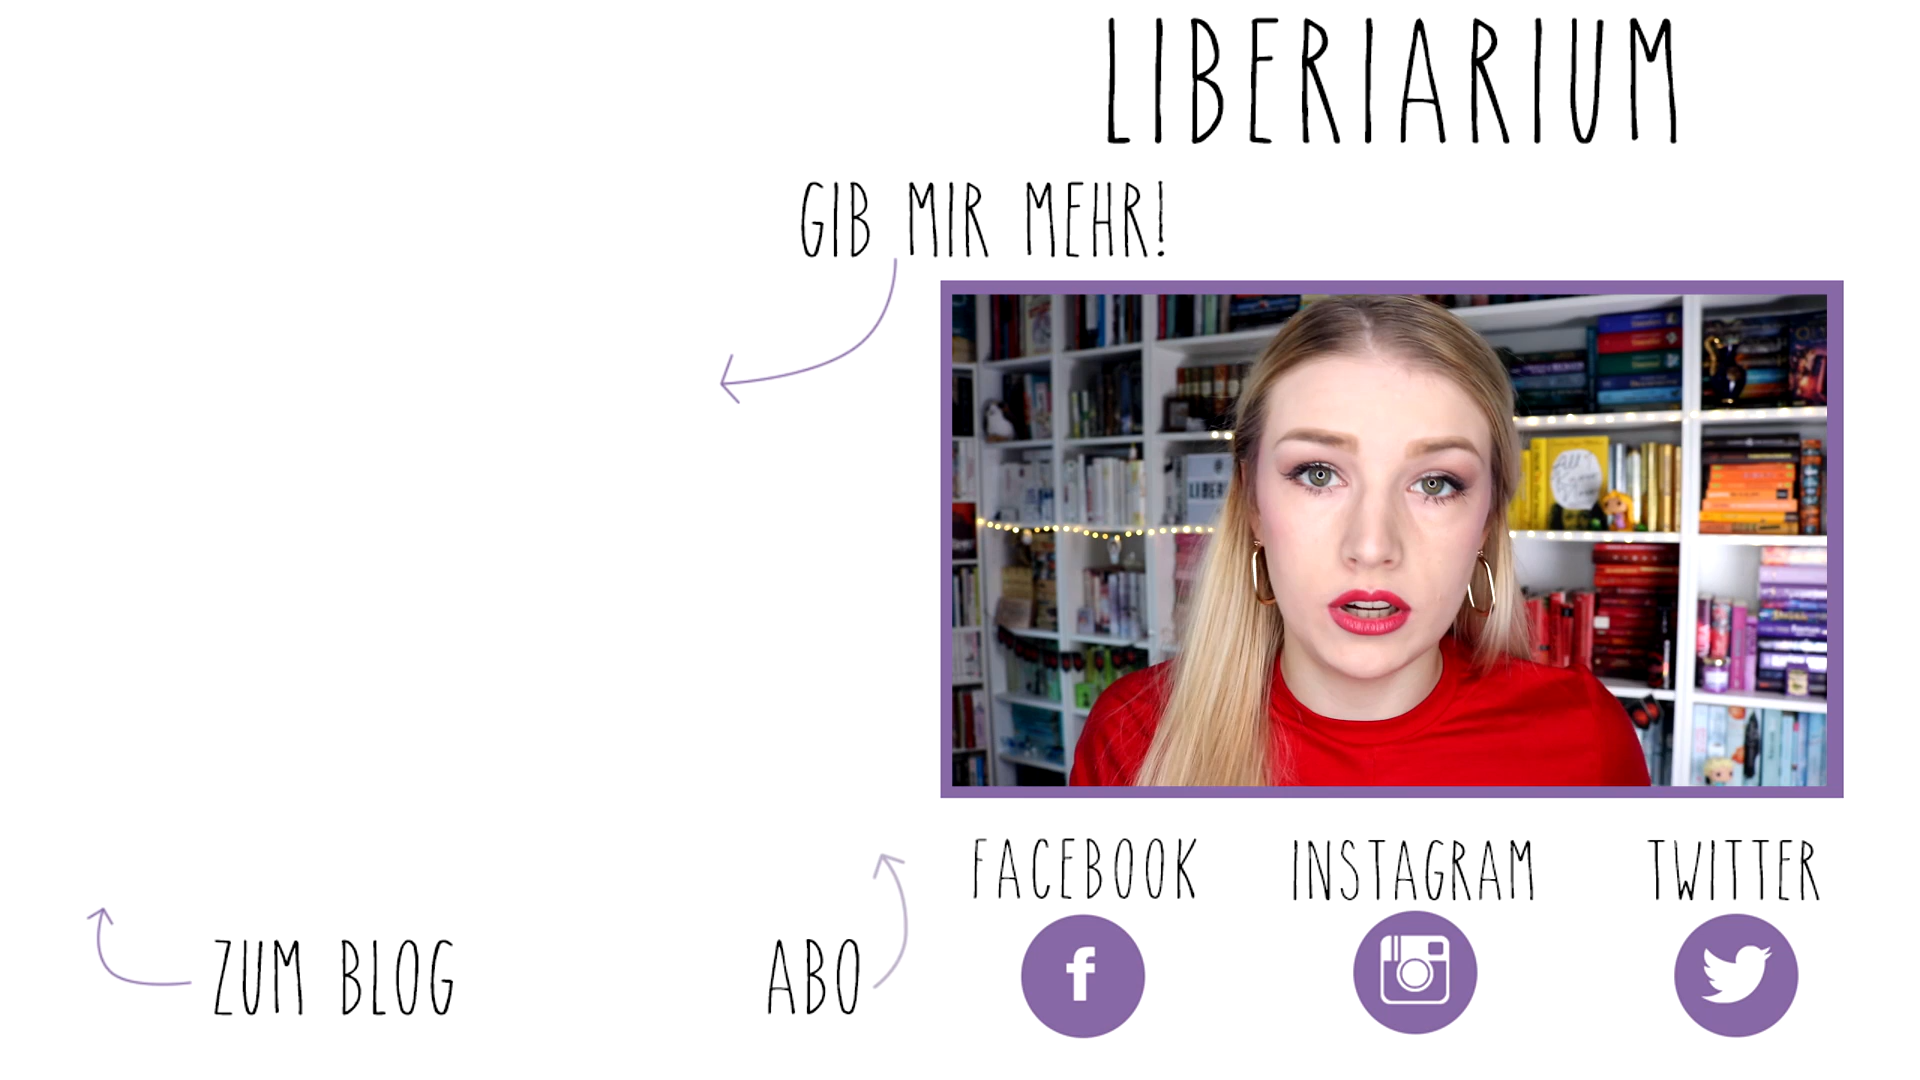 LIBERIARIUM
GIB MIR MEHR!
FACEBOOK
INSTAGRAM
TWITTER
ZUM BLOG
ABO